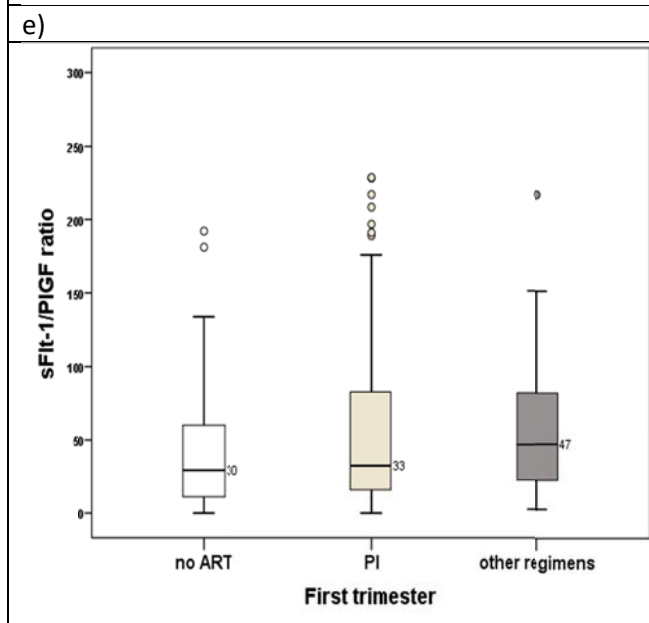 e)
300
250
200
150
100
50
0
sFlt-1/PlGF ratio
30
33
47
no ART PI other regimens
First trimester